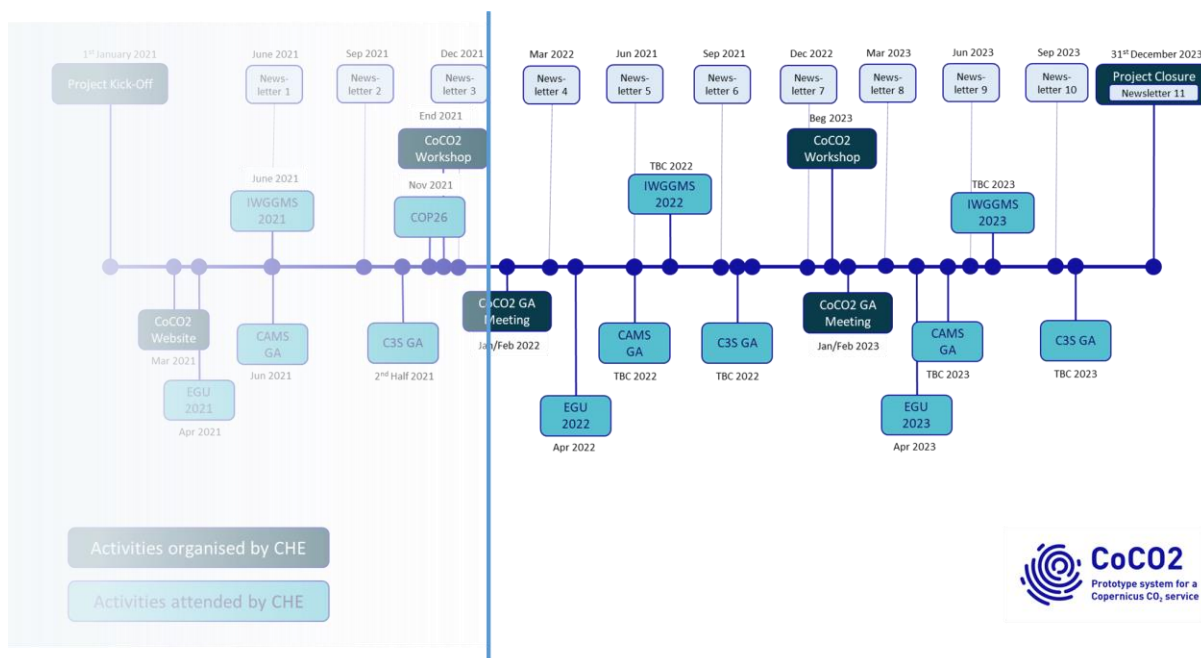 1st January 2021
June 2021
Sep 2021
Dec 2021
Mar 2022
Jun 2021
Sep 2021
Dec 2022
Mar 2023
Jun 2023
Sep 2023
31st December 2023
Project Kick-Off
News-
letter 1
News-
letter 2
News-
letter 3
News-
letter 4
News-
letter 5
News-
letter 6
News-
letter 7
News-
letter 8
News-
letter 9
News-
letter 10
Project Closure
Newsletter 11
End 2021
CoCO2
Workshop
Beg 2023
CoCO2
Workshop
June 2021
IWGGMS
2021
Nov 2021
COP26
TBC 2022
IWGGMS
2022
TBC 2023
IWGGMS
2023
CoCO2
Website
Mar 2021
CAMS
GA
Jun 2021
C3S GA
2nd Half 2021
CoCO2 GA
Meeting
Jan/Feb 2022
CAMS
GA
TBC 2022
C3S GA
TBC 2022
CoCO2 GA
Meeting
Jan/Feb 2023
CAMS
GA
TBC 2023
C3S GA
TBC 2023
EGU
2021
Apr 2021
EGU
2022
Apr 2022
EGU
2023
Apr 2023
Activities organised by CHE
Activities attended by CHE
CoCO2
Prototype system for a
Copernicus CO₂ service